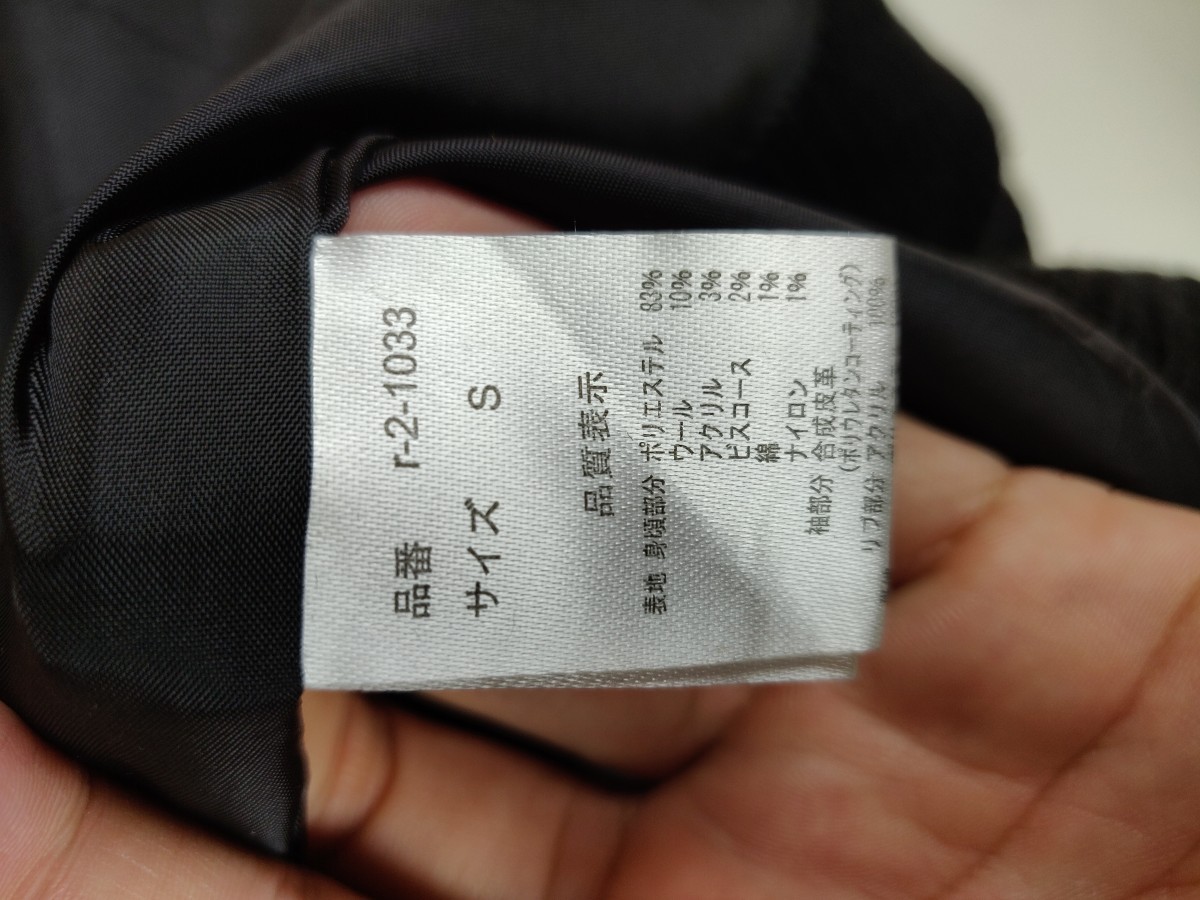 品番 r-2-1033
サイズ S
品質表示
表地 身頃部分 ポリエステル 83%
ウール 10%
アクリル 3%
ビスコース 2%
綿 1%
ナイロン 1%
袖部分 合成皮革
(ポリウレタンコーティング)
リブ部分 アクリル 100%